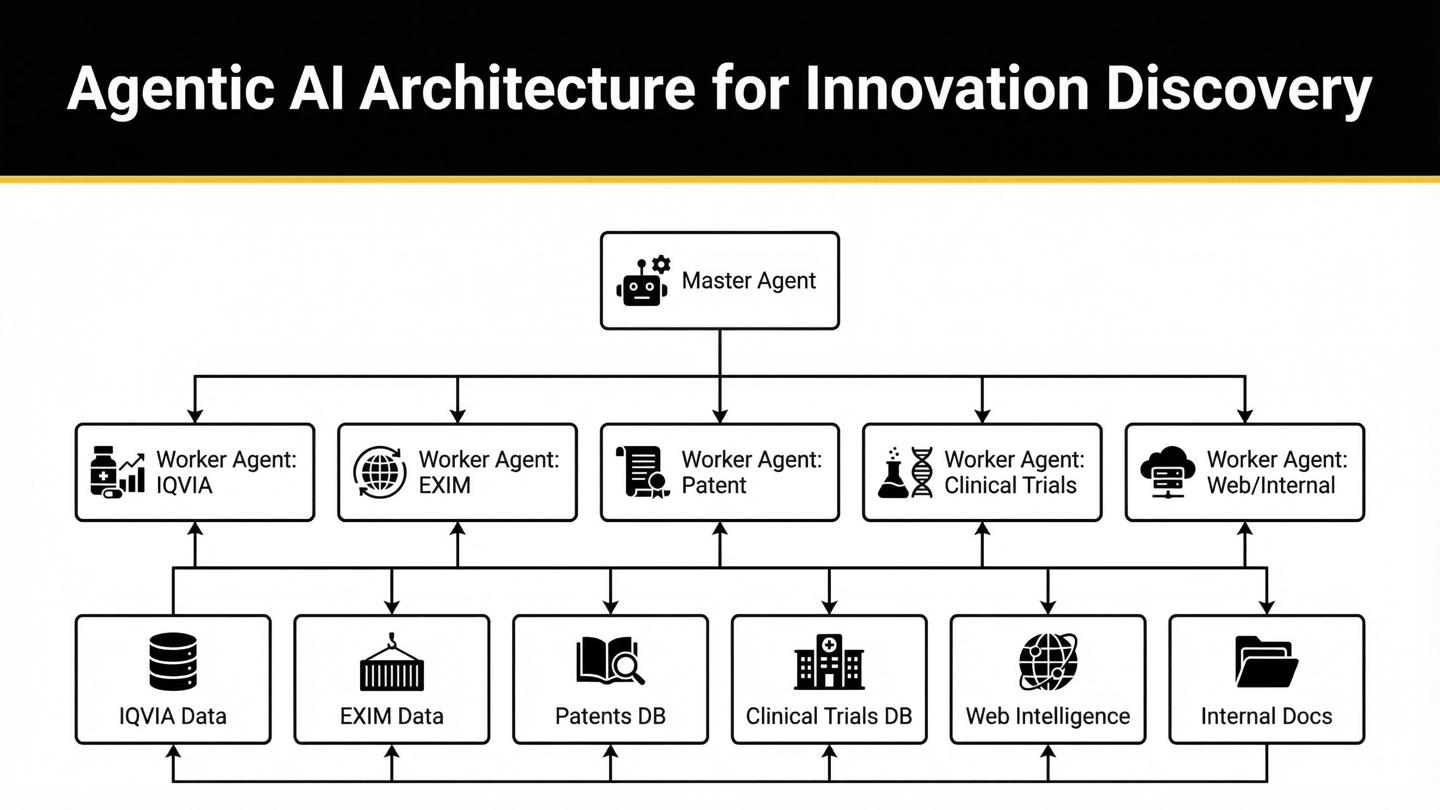 Agentic AI Architecture for Innovation Discovery
Master Agent
Worker Agent:
IQVIA
Worker Agent:
EXIM
Worker Agent:
Patent
Worker Agent:
Clinical Trials
Worker Agent:
Web/Internal
IQVIA Data
EXIM Data
Patents DB
Clinical Trials DB
Web Intelligence
Internal Docs